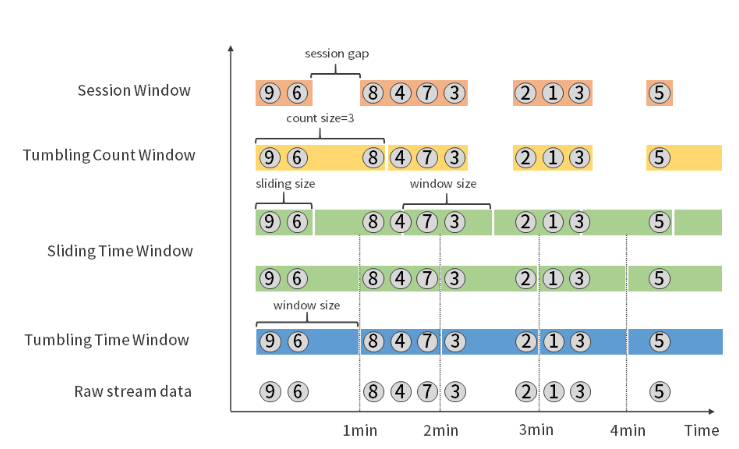 session gap
Session Window 9 6 8 4 7 3 2 1 3 5
count size=3
Tumbling Count Window 9 6 8 4 7 3 2 1 3 5
sliding size window size
9 6 8 4 7 3 2 1 3 5
Sliding Time Window
9 6 8 4 7 3 2 1 3 5
window size
Tumbling Time Window 9 6 8 4 7 3 2 1 3 5
Raw stream data 9 6 8 4 7 3 2 1 3 5
1min 2min 3min 4min Time